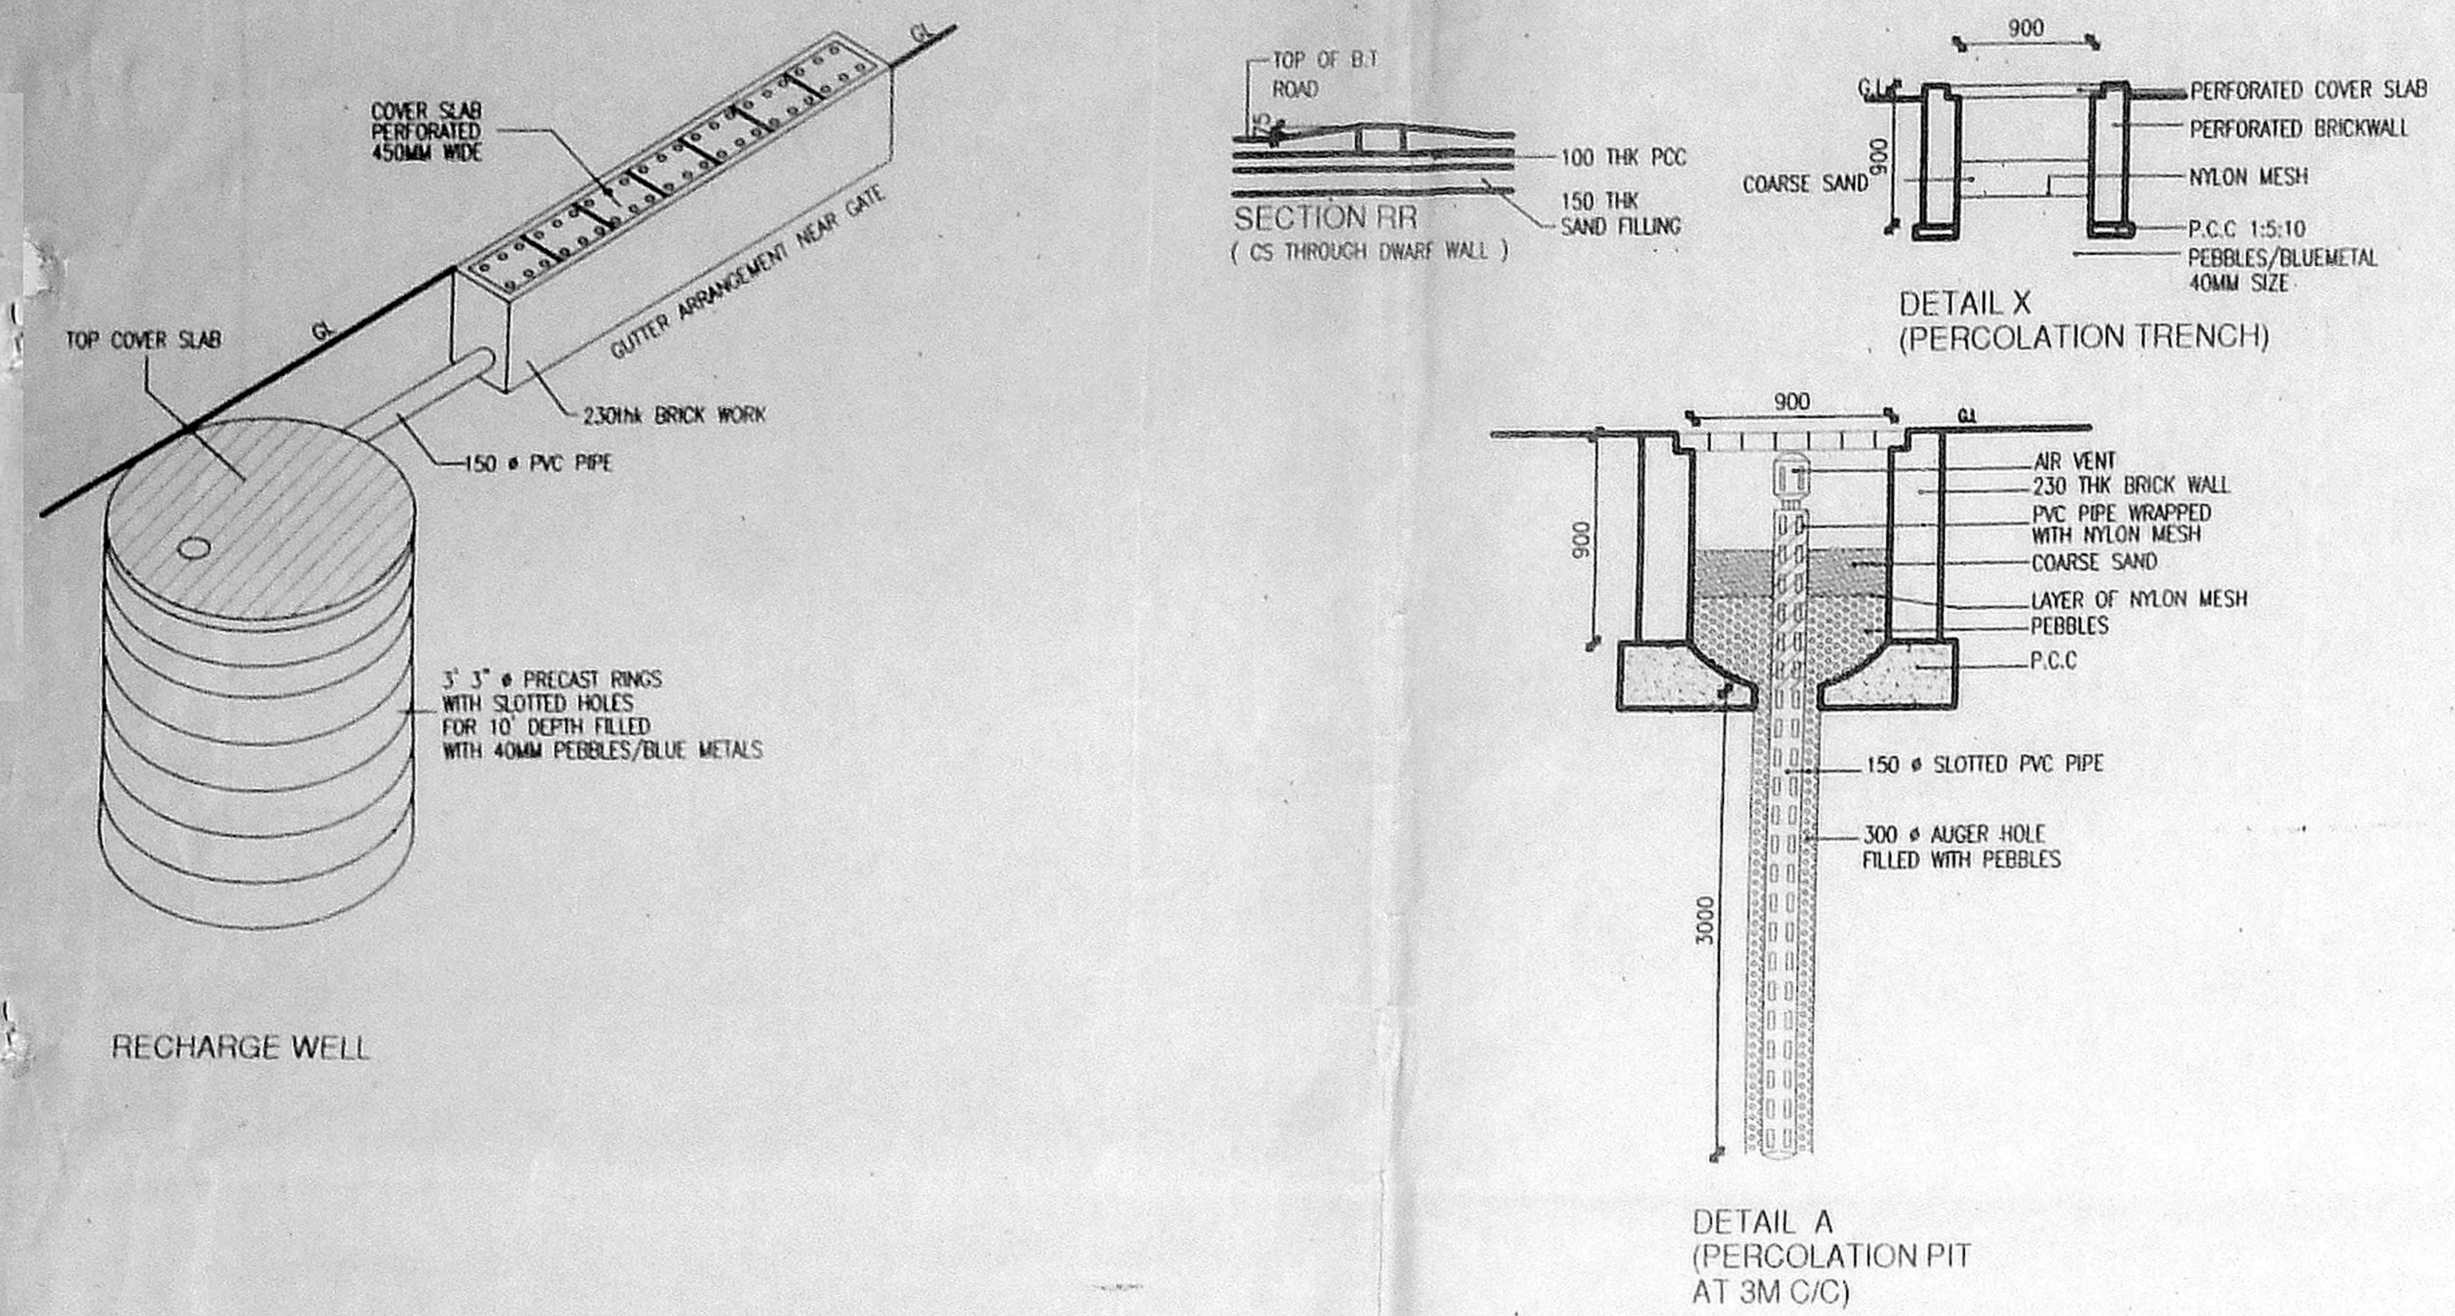 COVER SLAB
PERFORATED
450MM WIDE
GL
GL
TOP COVER SLAB
GUTTER ARRANGEMENT NEAR GATE
230thk BRICK WORK
150 ø PVC PIPE
3' 3" ø PRECAST RINGS
WITH SLOTTED HOLES
FOR 10' DEPTH FILLED
WITH 40MM PEBBLES/BLUE METALS
RECHARGE WELL
TOP OF B.T
ROAD
75
100 THK PCC
150 THK
SAND FILLING
SECTION RR
( CS THROUGH DWARF WALL )
900
G.L
PERFORATED COVER SLAB
PERFORATED BRICKWALL
900
COARSE SAND
NYLON MESH
P.C.C 1:5:10
PEBBLES/BLUEMETAL
40MM SIZE
DETAIL X
(PERCOLATION TRENCH)
900
G.L
AIR VENT
230 THK BRICK WALL
PVC PIPE WRAPPED
WITH NYLON MESH
900
COARSE SAND
LAYER OF NYLON MESH
PEBBLES
P.C.C
150 ø SLOTTED PVC PIPE
300 ø AUGER HOLE
FILLED WITH PEBBLES
3000
DETAIL A
(PERCOLATION PIT
AT 3M C/C)